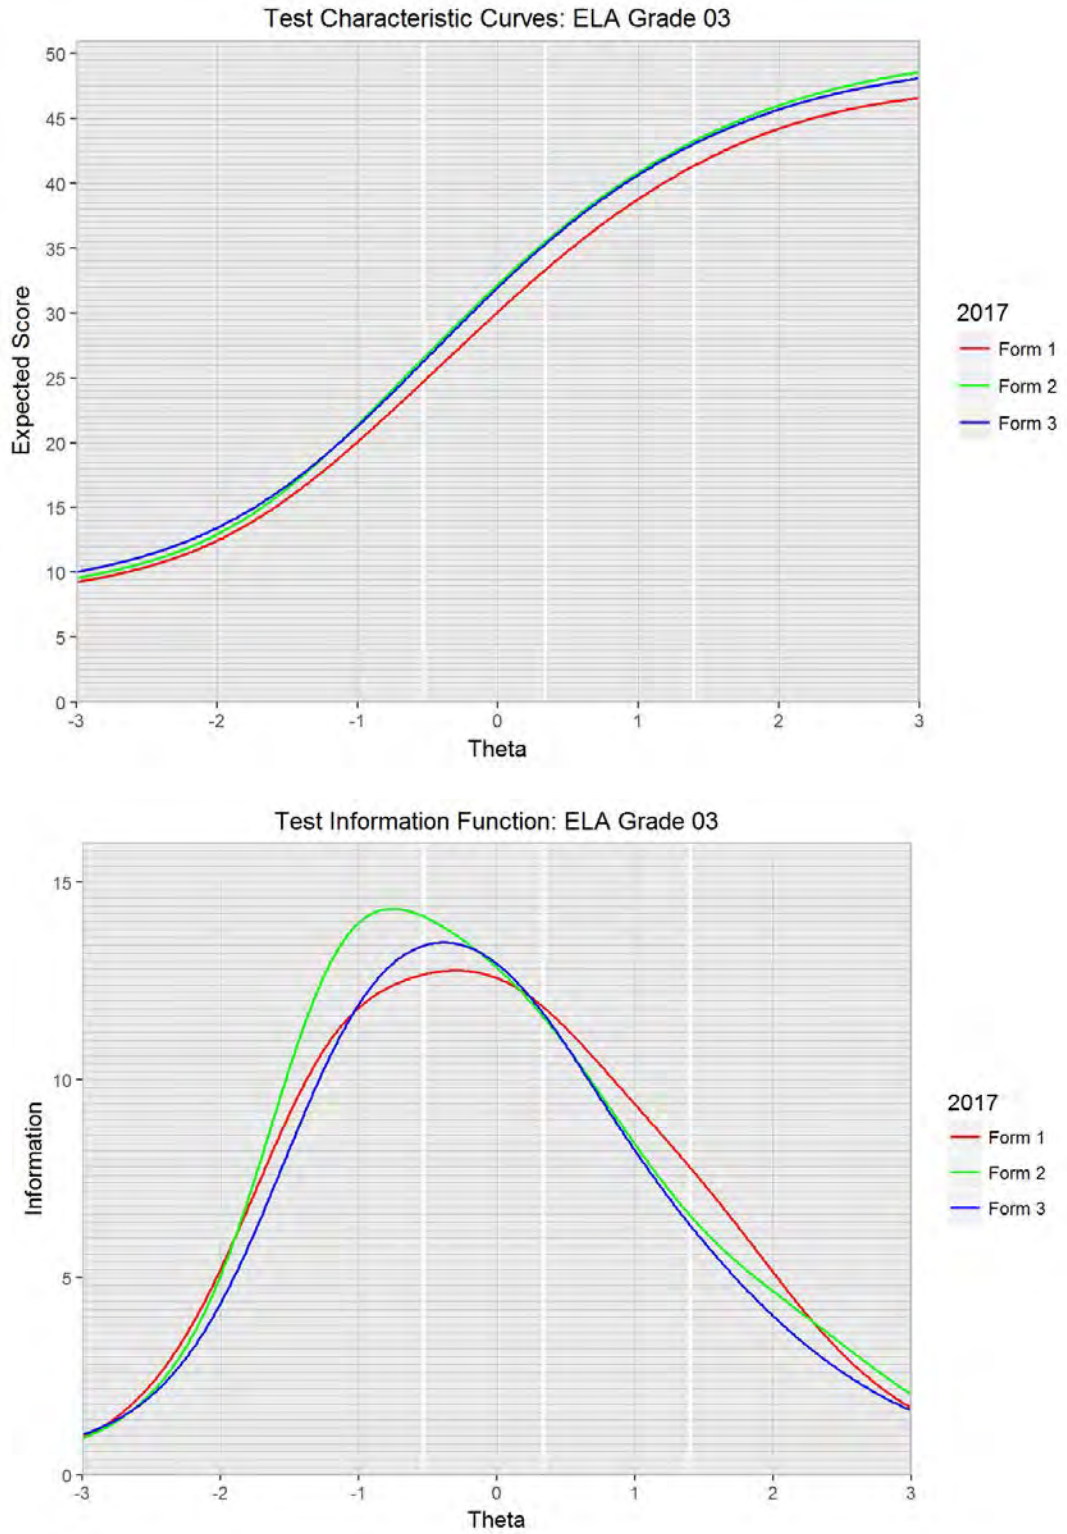 Test Characteristic Curves: ELA Grade 03
50
45
40
35
30
25
20
15
10
5
0
Expected Score
-3 -2 -1 0 1 2 3
Theta
2017
Form 1
Form 2
Form 3
Test Information Function: ELA Grade 03
15
10
5
0
Information
-3 -2 -1 0 1 2 3
Theta
2017
Form 1
Form 2
Form 3